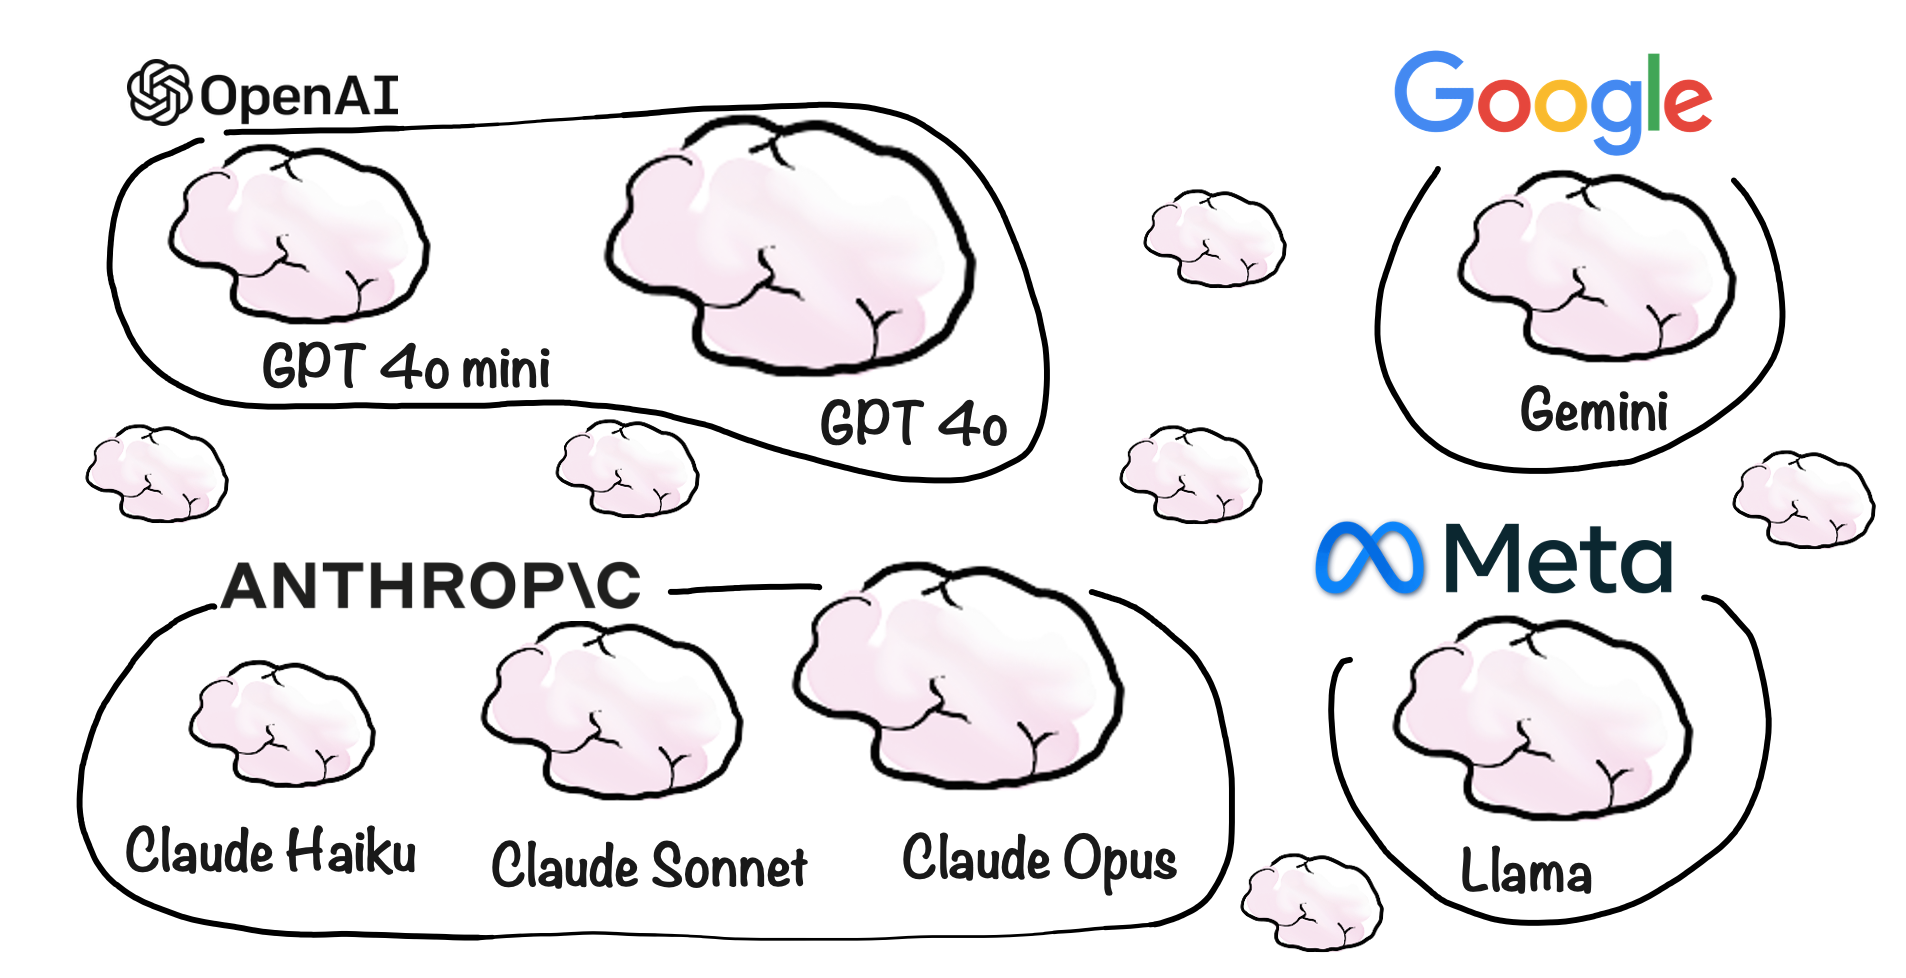 OpenAI
Google
GPT 4o mini
GPT 4o
Gemini
ANTHROP\C
Meta
Claude Haiku
Claude Sonnet
Claude Opus
Llama